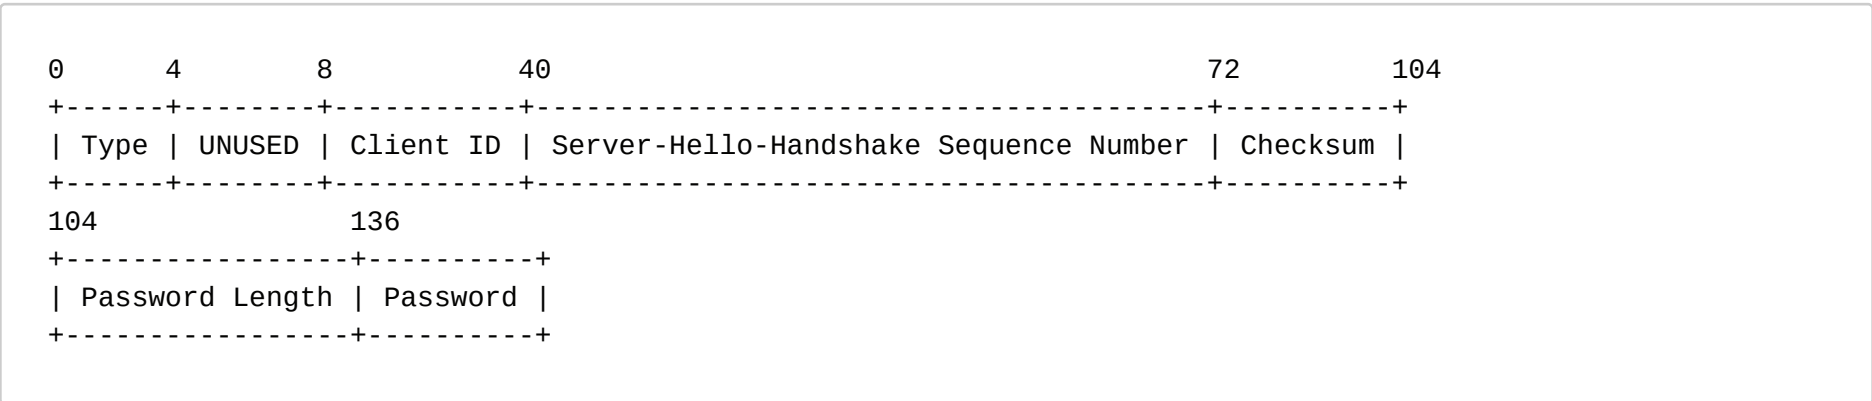 0      4        8           40                                       72         104
+------+--------+-----------+----------------------------------------+----------+
| Type | UNUSED | Client ID | Server-Hello-Handshake Sequence Number | Checksum |
+------+--------+-----------+----------------------------------------+----------+
104               136
+-----------------+----------+
| Password Length | Password |
+-----------------+----------+